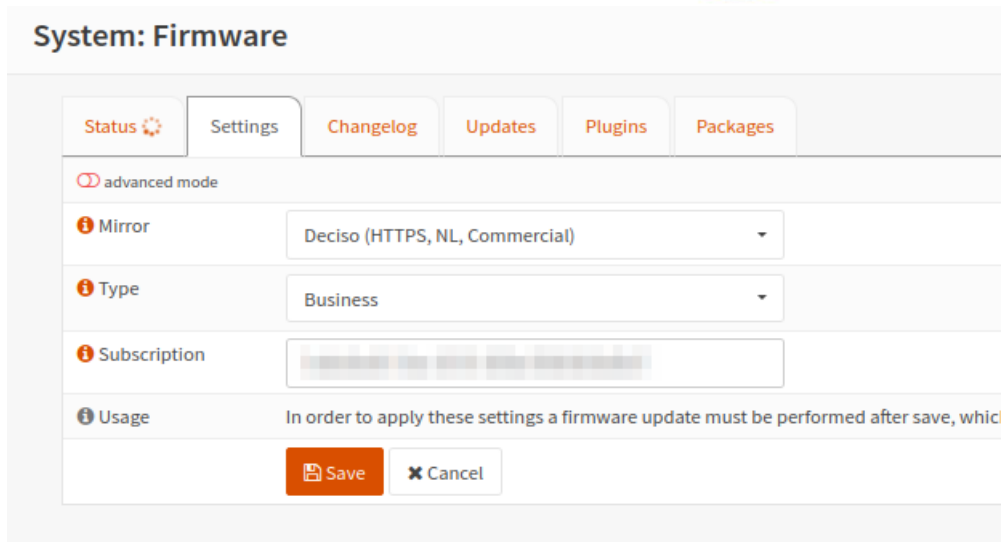 System: Firmware
Status Settings Changelog Updates Plugins Packages
advanced mode
Mirror Deciso (HTTPS, NL, Commercial)
Type Business
Subscription
Usage In order to apply these settings a firmware update must be performed after save, whic
Save Cancel